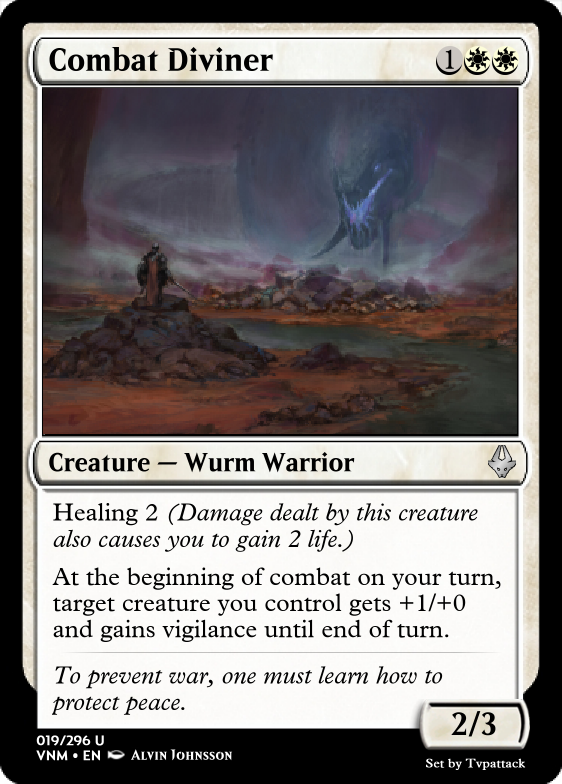 Combat Diviner 1
Creature — Wurm Warrior
Healing 2 (Damage dealt by this creature
also causes you to gain 2 life.)
At the beginning of combat on your turn,
target creature you control gets +1/+0
and gains vigilance until end of turn.
To prevent war, one must learn how to
protect peace.
2/3
019/296 U
VNM • EN Alvin Johnsson
Set by Tvpattack